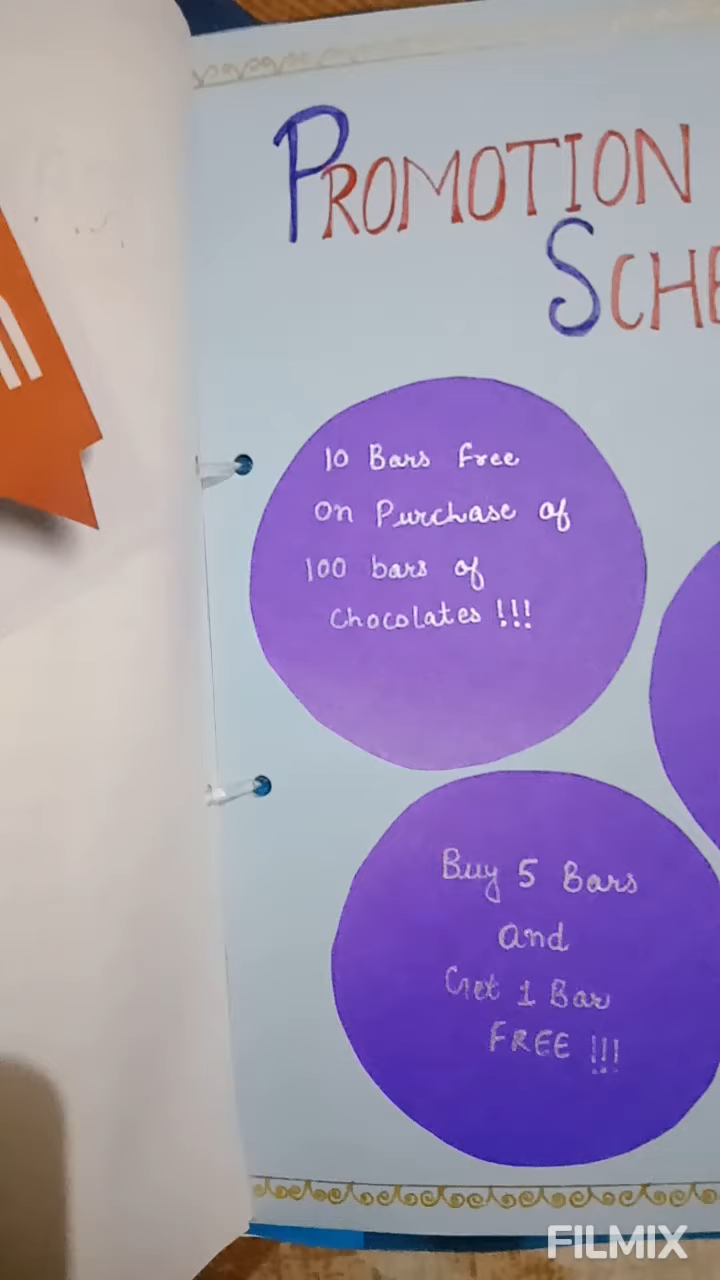 PROMOTION
SCHE
10 Bars free
on Purchase of
100 bars of
Chocolates !!!
Buy 5 Bars
and
Get 1 Bar
FREE !!!
FILMIX